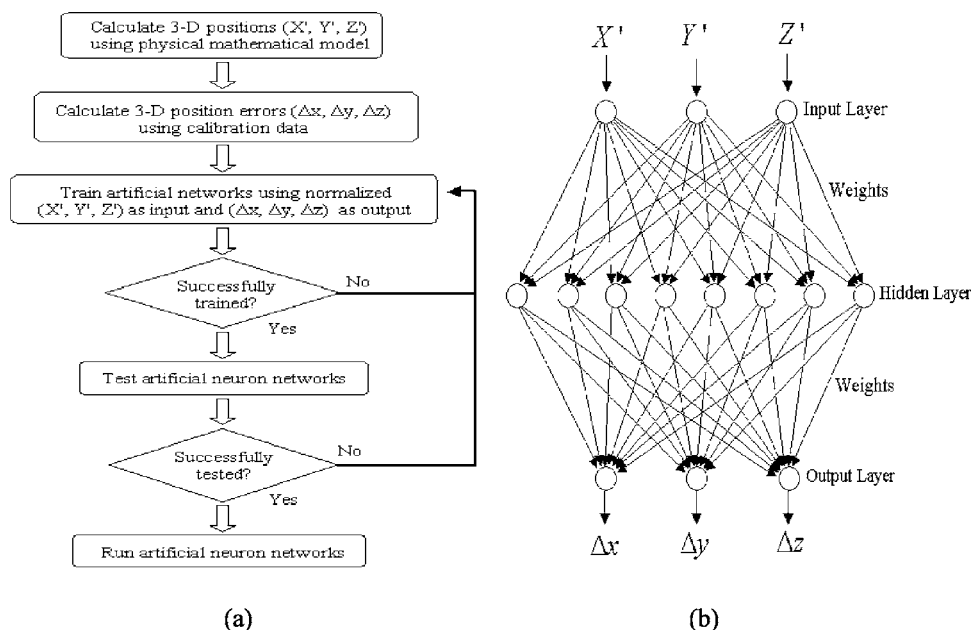 Calculate 3-D positions (X', Y', Z')
using physical mathematical model
Calculate 3-D position errors (Δx, Δy, Δz)
using calibration data
Train artificial networks using normalized
(X', Y', Z') as input and (Δx, Δy, Δz) as output
Successfully
trained?
No
Yes
Test artificial neuron networks
Successfully
tested?
No
Yes
Run artificial neuron networks
(a)
X' Y' Z'
Input Layer
Weights
Hidden Layer
Weights
Output Layer
Δx Δy Δz
(b)